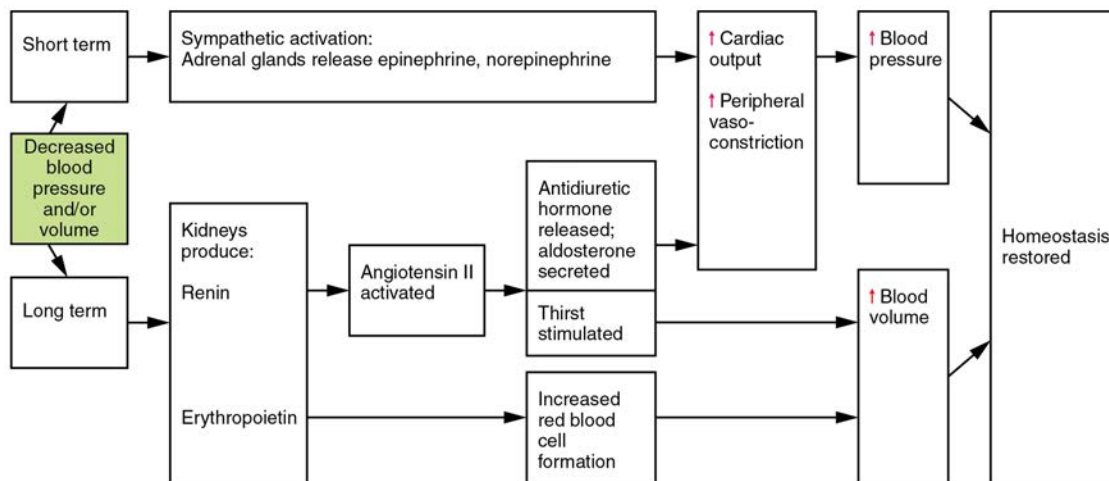 Short term
Sympathetic activation:
Adrenal glands release epinephrine, norepinephrine
↑ Cardiac
output
↑ Peripheral
vaso-
constriction
↑ Blood
pressure
Decreased
blood
pressure
and/or
volume
Long term
Kidneys
produce:
Renin
Erythropoietin
Angiotensin II
activated
Antidiuretic
hormone
released;
aldosterone
secreted
Thirst
stimulated
Increased
red blood
cell
formation
↑ Blood
volume
Homeostasis
restored